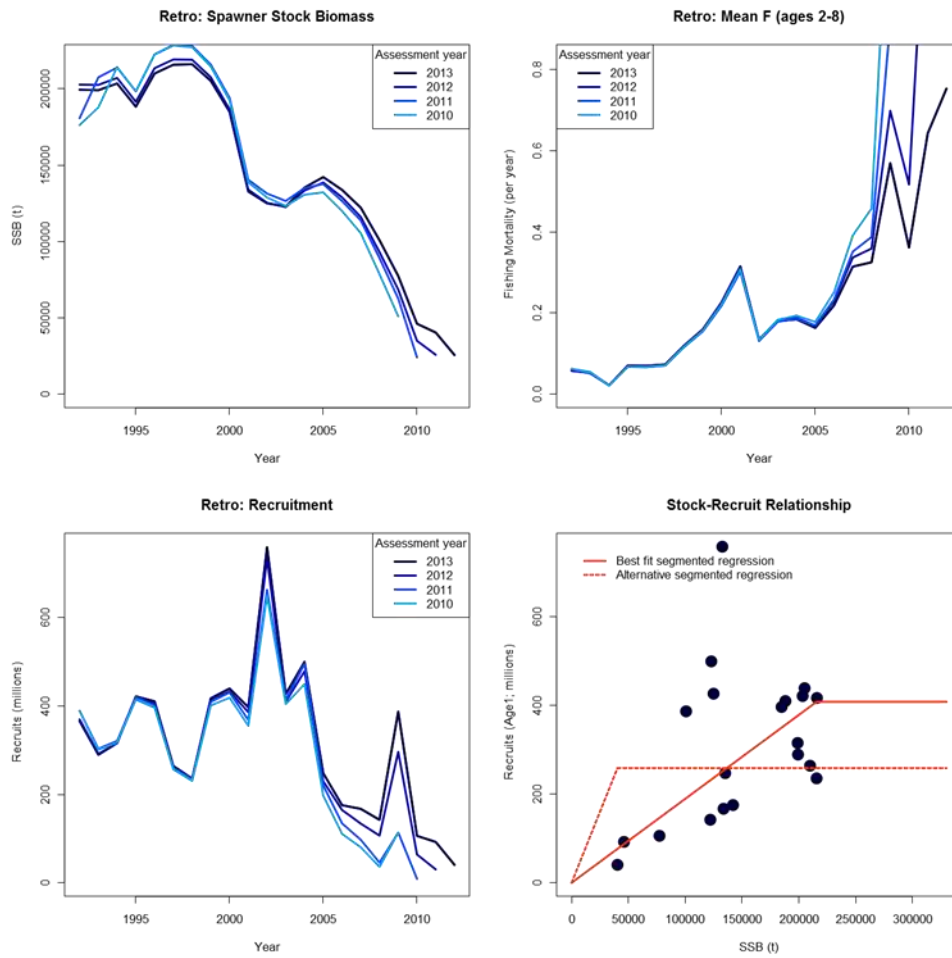 Retro: Spawner Stock Biomass
Assessment year
2013
2012
2011
2010
SSB (t)
0
50000
100000
150000
200000
1995
2000
2005
2010
Year
Retro: Mean F (ages 2-8)
Assessment year
2013
2012
2011
2010
Fishing Mortality (per year)
0.0
0.2
0.4
0.6
0.8
1995
2000
2005
2010
Year
Retro: Recruitment
Assessment year
2013
2012
2011
2010
Recruits (millions)
0
200
400
600
1995
2000
2005
2010
Year
Stock-Recruit Relationship
Best fit segmented regression
Alternative segmented regression
Recruits (Age1; millions)
0
200
400
600
0
50000
100000
150000
200000
250000
300000
SSB (t)